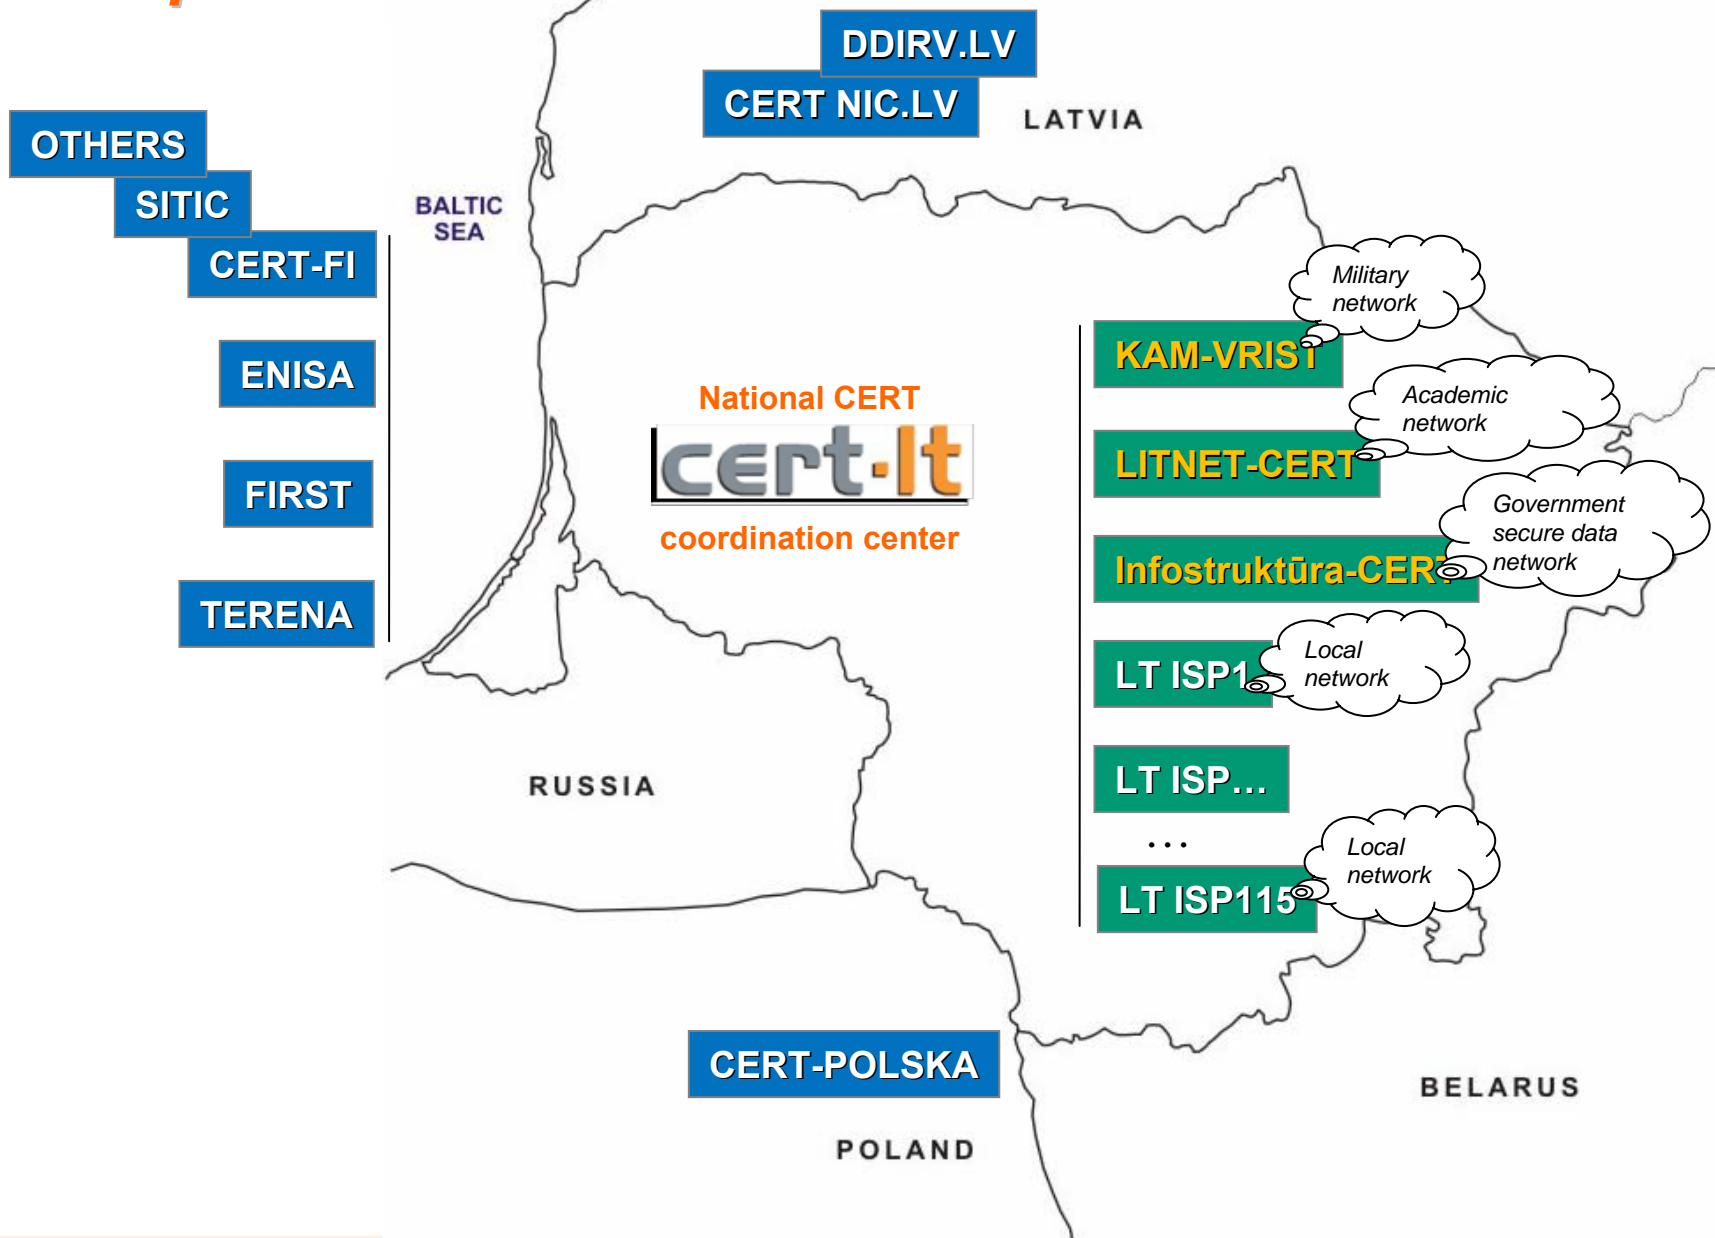 DDIRV.LV
CERT NIC.LV
LATVIA
OTHERS
SITIC
CERT-FI
ENISA
FIRST
TERENA
BALTIC
SEA
National CERT
cert·lt
coordination center
Military
network
KAM-VRIST
Academic
network
LITNET-CERT
Government
secure data
network
Infostruktūra-CERT
Local
network
LT ISP1
LT ISP...
...
Local
network
LT ISP115
RUSSIA
CERT-POLSKA
POLAND
BELARUS